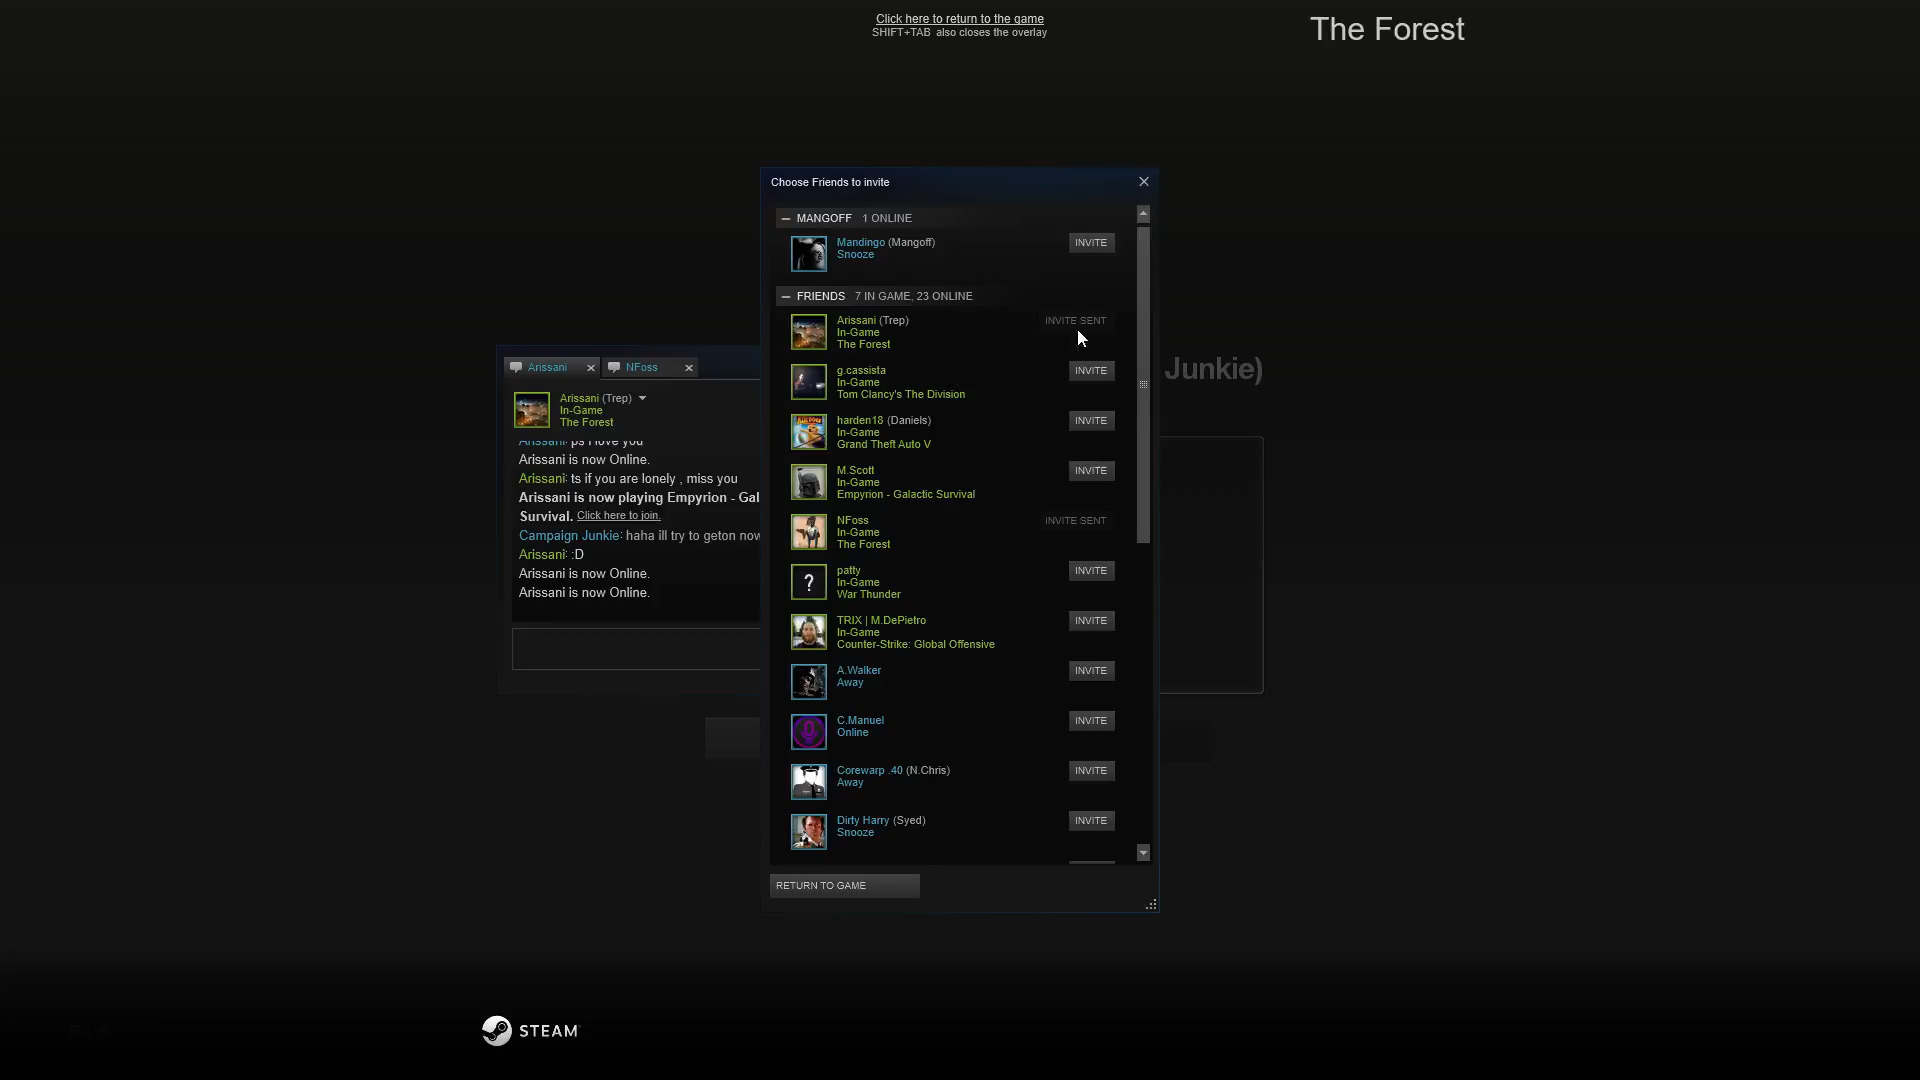 Click here to return to the game
SHIFT+TAB also closes the overlay
The Forest
Choose Friends to invite
MANGOFF 1 ONLINE
Mandingo (Mangoff)
Snooze
INVITE
FRIENDS 7 IN GAME, 23 ONLINE
Arissani (Trep)
In-Game
The Forest
INVITE SENT
g.cassista
In-Game
Tom Clancy's The Division
INVITE
harden18 (Daniels)
In-Game
Grand Theft Auto V
INVITE
M.Scott
In-Game
Empyrion - Galactic Survival
INVITE
NFoss
In-Game
The Forest
INVITE SENT
patty
In-Game
War Thunder
INVITE
TRIX | M.DePietro
In-Game
Counter-Strike: Global Offensive
INVITE
A.Walker
Away
INVITE
C.Manuel
Online
INVITE
Corewarp .40 (N.Chris)
Away
INVITE
Dirty Harry (Syed)
Snooze
INVITE
RETURN TO GAME
Arissani
NFoss
Arissani (Trep)
In-Game
The Forest
Arissani: ps i love you
Arissani is now Online.
Arissani: ts if you are lonely , miss you
Arissani is now playing Empyrion - Gal
Survival. Click here to join.
Campaign Junkie: haha ill try to geton now
Arissani: :D
Arissani is now Online.
Arissani is now Online.
Junkie)
Back
STEAM